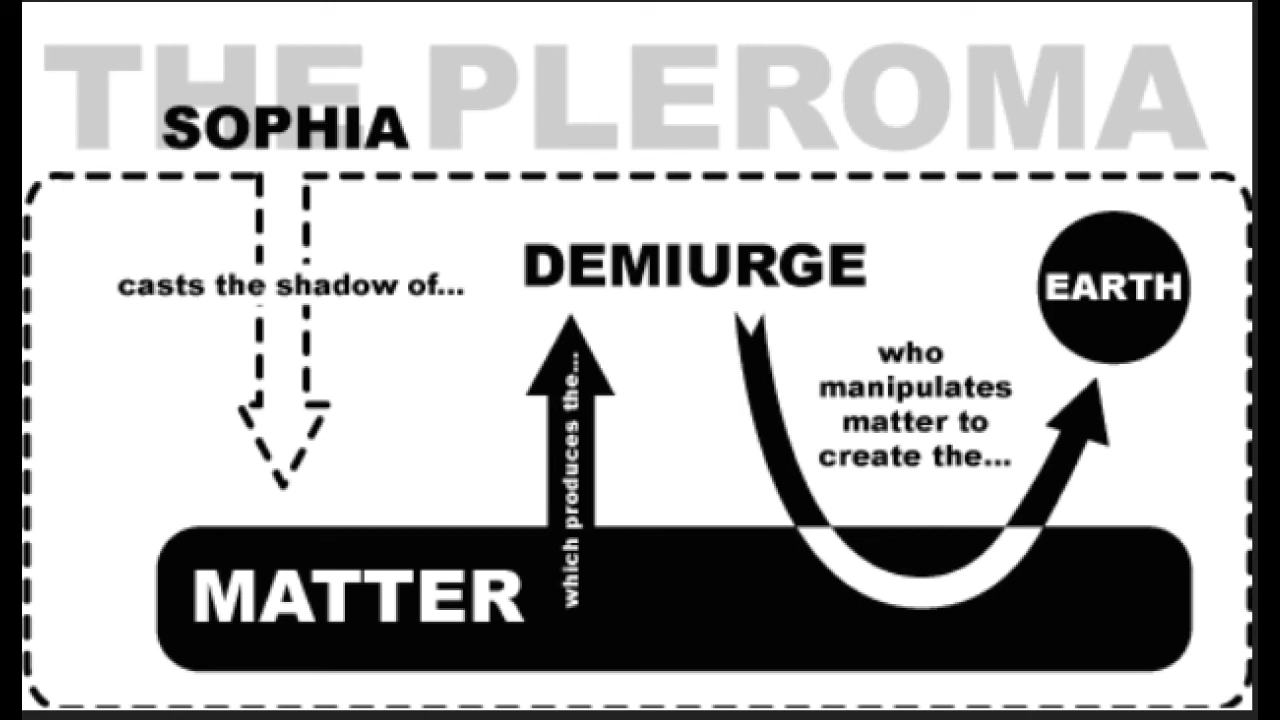 THE PLEROMA
SOPHIA
casts the shadow of...
DEMIURGE
EARTH
who
manipulates
matter to
create the...
which produces the...
MATTER